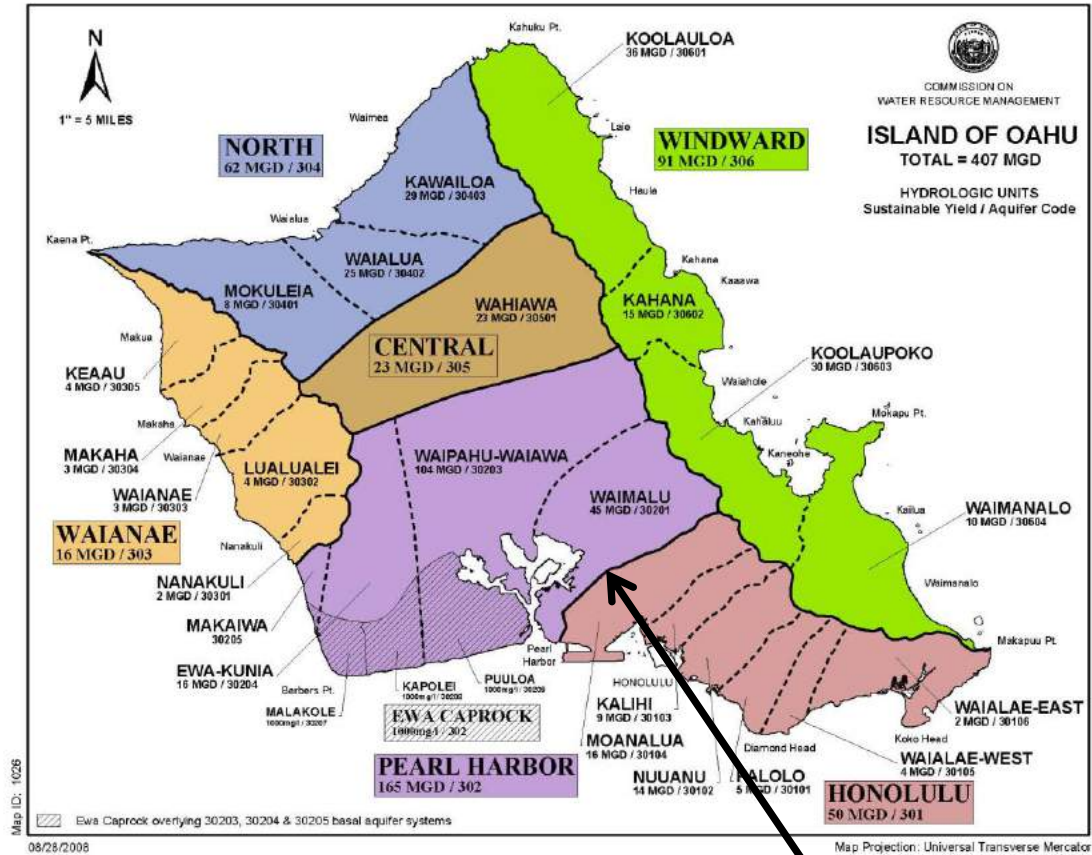 N
1" = 5 MILES
Kahuku Pt.
KOOLAULOA
36 MGD / 30601
COMMISSION ON
WATER RESOURCE MANAGEMENT
ISLAND OF OAHU
TOTAL = 407 MGD
HYDROLOGIC UNITS
Sustainable Yield / Aquifer Code
Waimea
Laie
NORTH
62 MGD / 304
WINDWARD
91 MGD / 306
KAWAILOA
29 MGD / 30403
Haula
Waialua
Kaena Pt.
WAIALUA
25 MGD / 30402
Kahana
Kaaawa
MOKULEIA
8 MGD / 30401
WAHIAWA
23 MGD / 30501
KAHANA
15 MGD / 30602
Makua
CENTRAL
23 MGD / 305
KOOLAUPOKO
30 MGD / 30603
KEAAU
4 MGD / 30305
Waiahole
Mokapu Pt.
Makaha
Kahaluu
MAKAHA
3 MGD / 30304
Waianae
WAIPAHU-WAIAWA
104 MGD / 30203
Kaneohe
LUALUALEI
4 MGD / 30302
WAIANAE
3 MGD / 30303
WAIMALU
45 MGD / 30201
Kailua
WAIMANALO
10 MGD / 30604
WAIANAE
16 MGD / 303
Nanakuli
NANAKULI
2 MGD / 30301
Waimanalo
MAKAIWA
30205
Makapuu Pt.
Pearl
Harbor
EWA-KUNIA
16 MGD / 30204
PUULOA
KAPOLEI
HONOLULU
Barbers Pt.
MALAKOLE
KALIHI
9 MGD / 30103
WAIALAE-EAST
2 MGD / 30106
EWA CAPROCK
1000mg/l / 302
MOANALUA
16 MGD / 30104
Diamond Head
Koko Head
WAIALAE-WEST
4 MGD / 30105
PEARL HARBOR
165 MGD / 302
NUUANU
14 MGD / 30102
PALOLO
5 MGD / 30101
HONOLULU
50 MGD / 301
Map ID: 1026
Ewa Caprock overlying 30203, 30204 & 30205 basal aquifer systems
08/28/2008
Map Projection: Universal Transverse Mercato